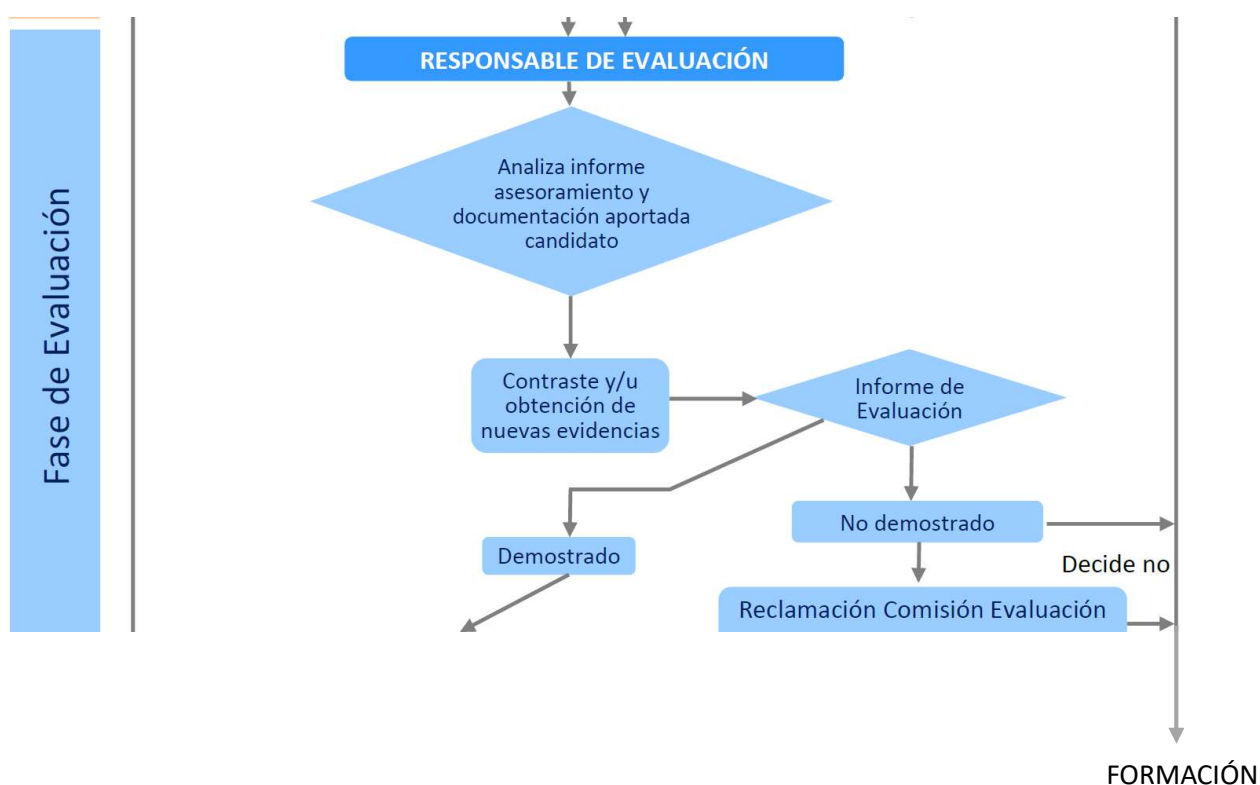 Fase de Evaluación
RESPONSABLE DE EVALUACIÓN
Analiza informe
asesoramiento y
documentación aportada
candidato
Contraste y/u
obtención de
nuevas evidencias
Informe de
Evaluación
No demostrado
Demostrado
Decide no
Reclamación Comisión Evaluación
FORMACIÓN